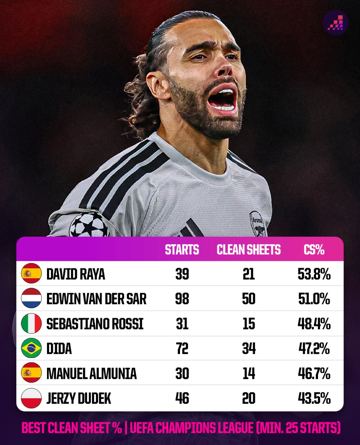 STARTS CLEAN SHEETS CS%
DAVID RAYA 39 21 53.8%
EDWIN VAN DER SAR 98 50 51.0%
SEBASTIANO ROSSI 31 15 48.4%
DIDA 72 34 47.2%
MANUEL ALMUNIA 30 14 46.7%
JERZY DUDEK 46 20 43.5%
BEST CLEAN SHEET % | UEFA CHAMPIONS LEAGUE (MIN. 25 STARTS)